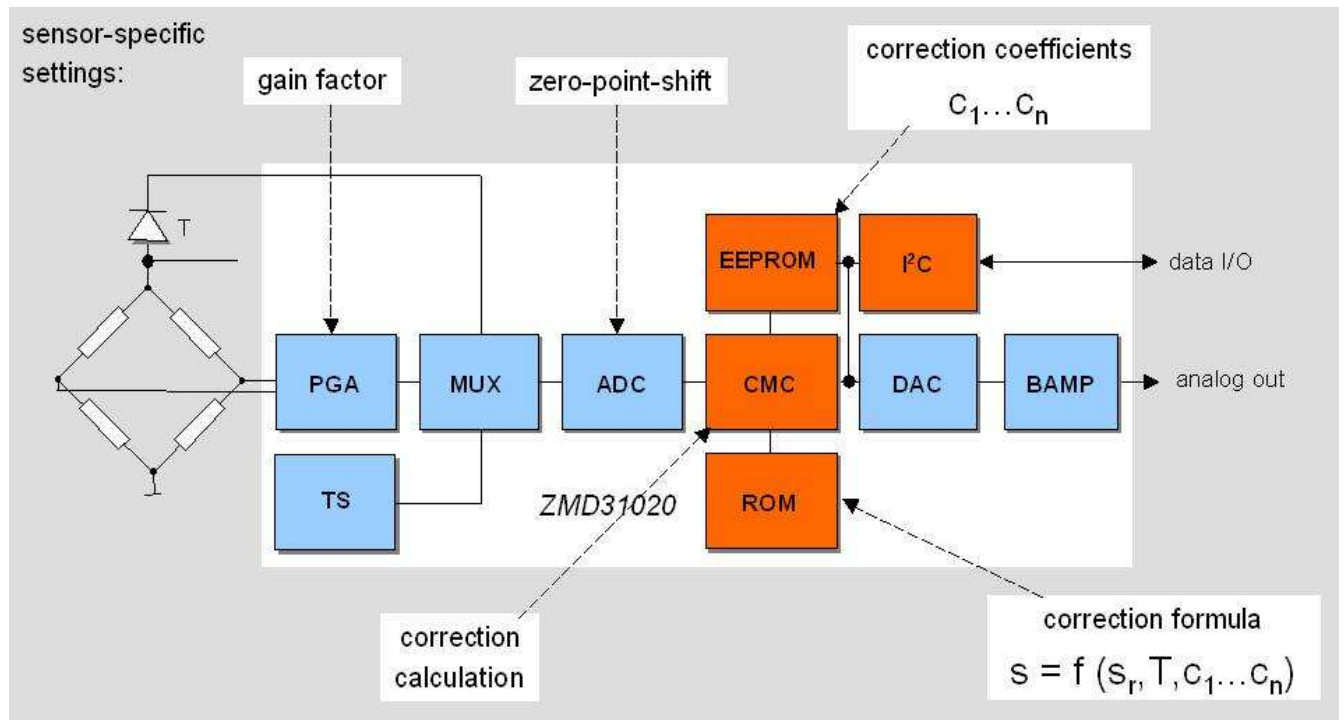 sensor-specific
settings:
gain factor
zero-point-shift
correction coefficients
C₁...Cₙ
T
EEPROM
I²C
data I/O
PGA
MUX
ADC
CMC
DAC
BAMP
analog out
TS
ZMD31020
ROM
correction
calculation
correction formula
s = f (sᵣ,T,c₁...cₙ)